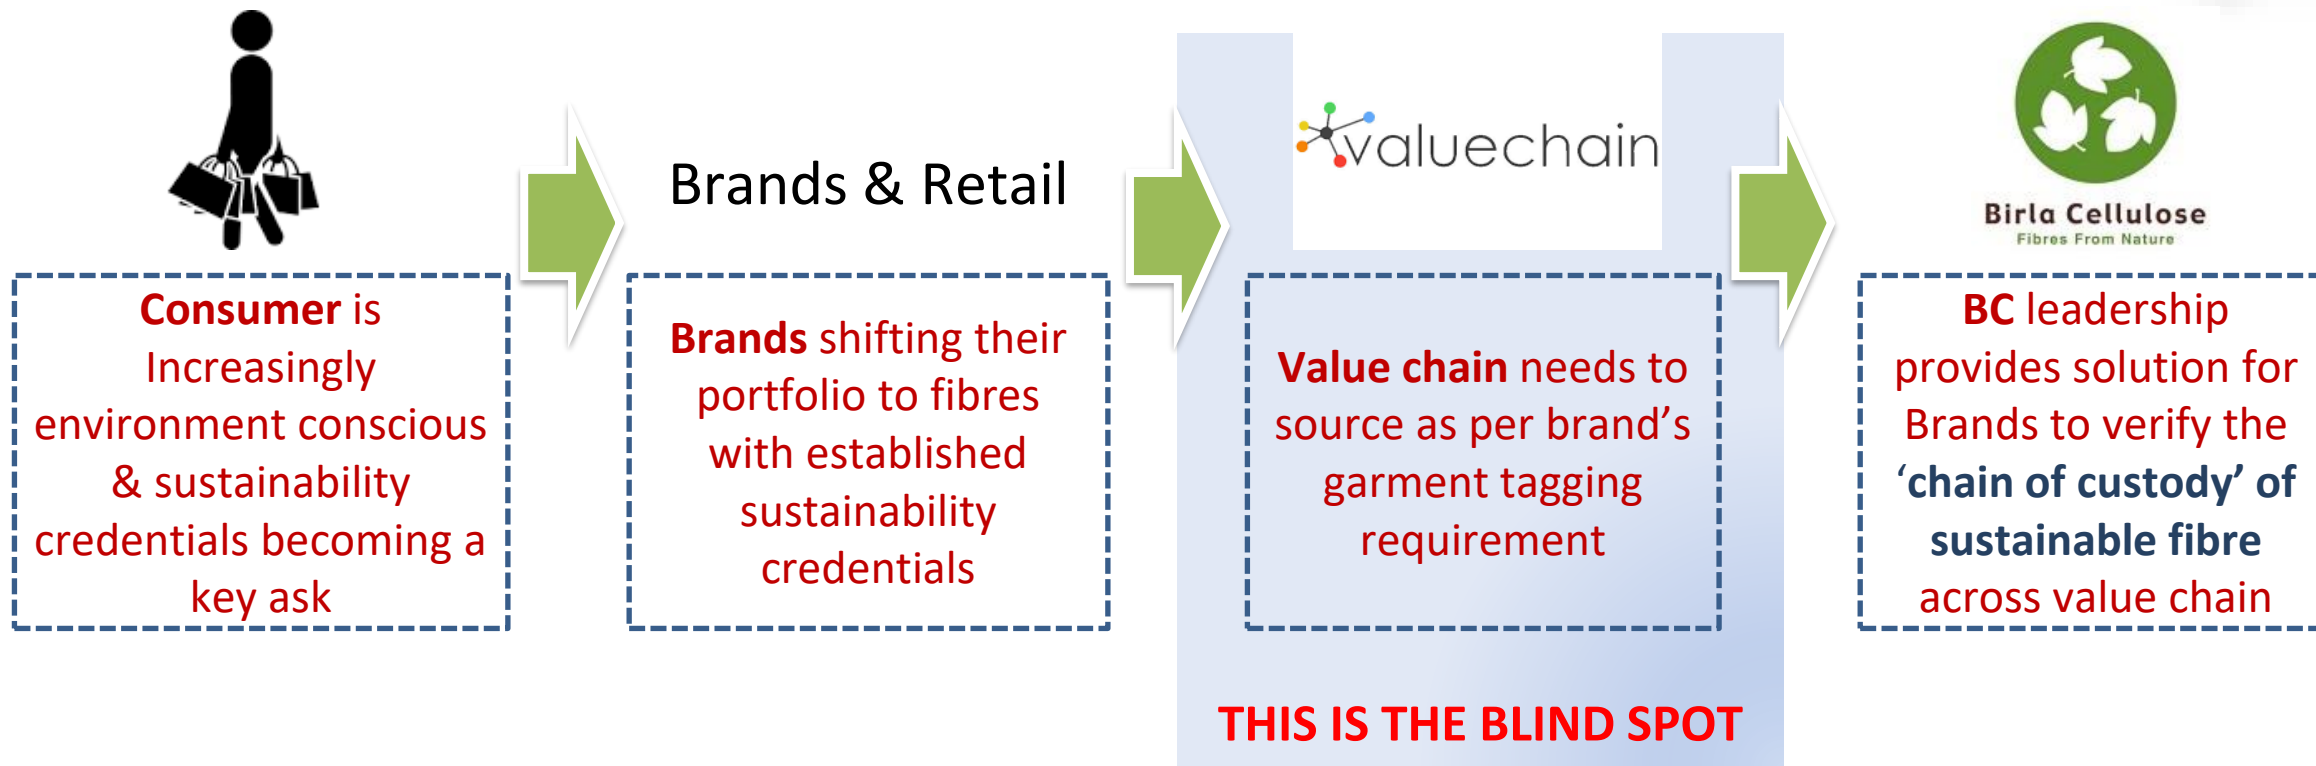 Consumer is
Increasingly
environment conscious
& sustainability
credentials becoming a
key ask
Brands & Retail
Brands shifting their
portfolio to fibres
with established
sustainability
credentials
valuechain
Value chain needs to
source as per brand’s
garment tagging
requirement
THIS IS THE BLIND SPOT
Birla Cellulose
Fibres From Nature
BC leadership
provides solution for
Brands to verify the
‘chain of custody’ of
sustainable fibre
across value chain